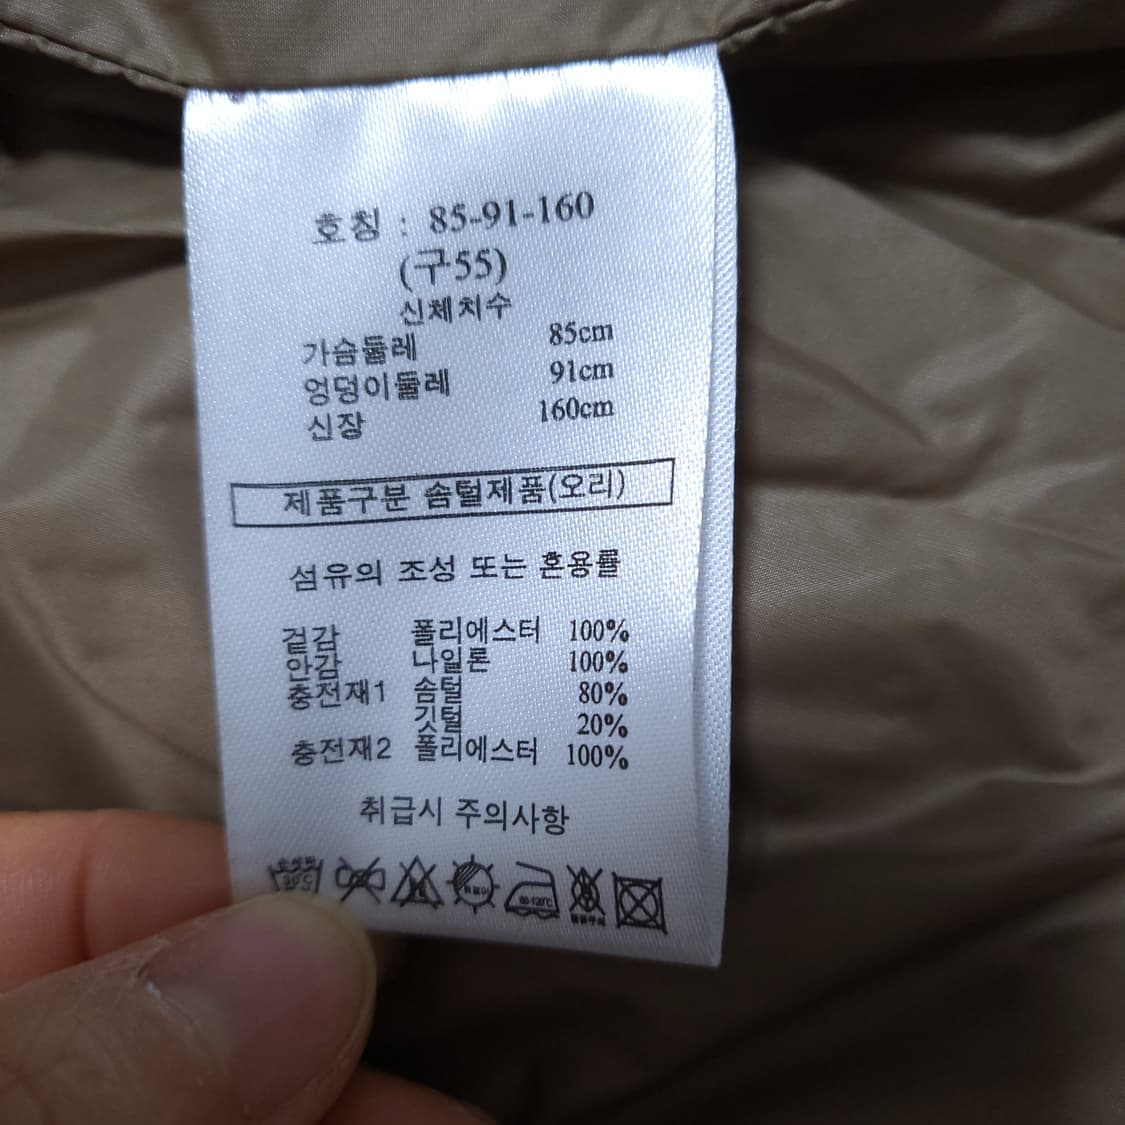 호칭 : 85-91-160
(구55)
신체치수
가슴둘레 85cm
엉덩이둘레 91cm
신장 160cm
제품구분 솜털제품(오리)
섬유의 조성 또는 혼용률
겉감 폴리에스터 100%
안감 나일론 100%
충전재1 솜털 80%
깃털 20%
충전재2 폴리에스터 100%
취급시 주의사항
30℃
80-120℃